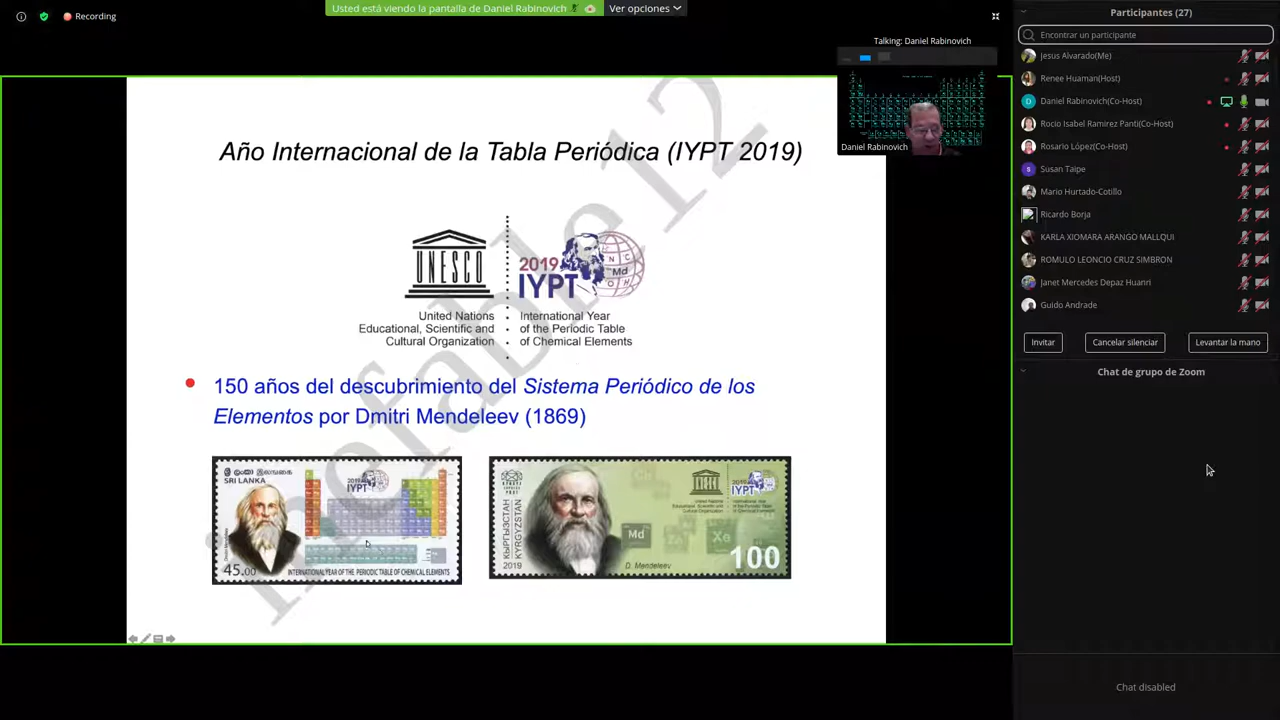 Usted está viendo la pantalla de Daniel Rabinovich
Ver opciones
Recording
Talking: Daniel Rabinovich
Daniel Rabinovich
Año Internacional de la Tabla Periódica (IYPT 2019)
UNESCO
2019
IYPT
Md
United Nations
Educational, Scientific and
Cultural Organization
International Year
of the Periodic Table
of Chemical Elements
150 años del descubrimiento del Sistema Periódico de los
Elementos por Dmitri Mendeleev (1869)
SRI LANKA
45.00
INTERNATIONAL YEAR OF THE PERIODIC TABLE OF CHEMICAL ELEMENTS
КЫРГЫЗСТАН
KYRGYZSTAN
2019
D. Mendeleev
Md
Xe
100
Participantes (27)
Encontrar un participante
Jesús Alvarado(Me)
Renee Huaman(Host)
Daniel Rabinovich(Co-Host)
Rocio Isabel Ramirez Panti(Co-Host)
Rosario López(Co-Host)
S
Susan Taipe
Mario Hurtado-Cotillo
Ricardo Borja
KARLA XIOMARA ARANGO MALLQUI
ROMULO LEONCIO CRUZ SIMBRON
Janet Mercedes Depaz Huanri
Guido Andrade
Invitar
Cancelar silenciar
Levantar la mano
Chat de grupo de Zoom
Chat disabled